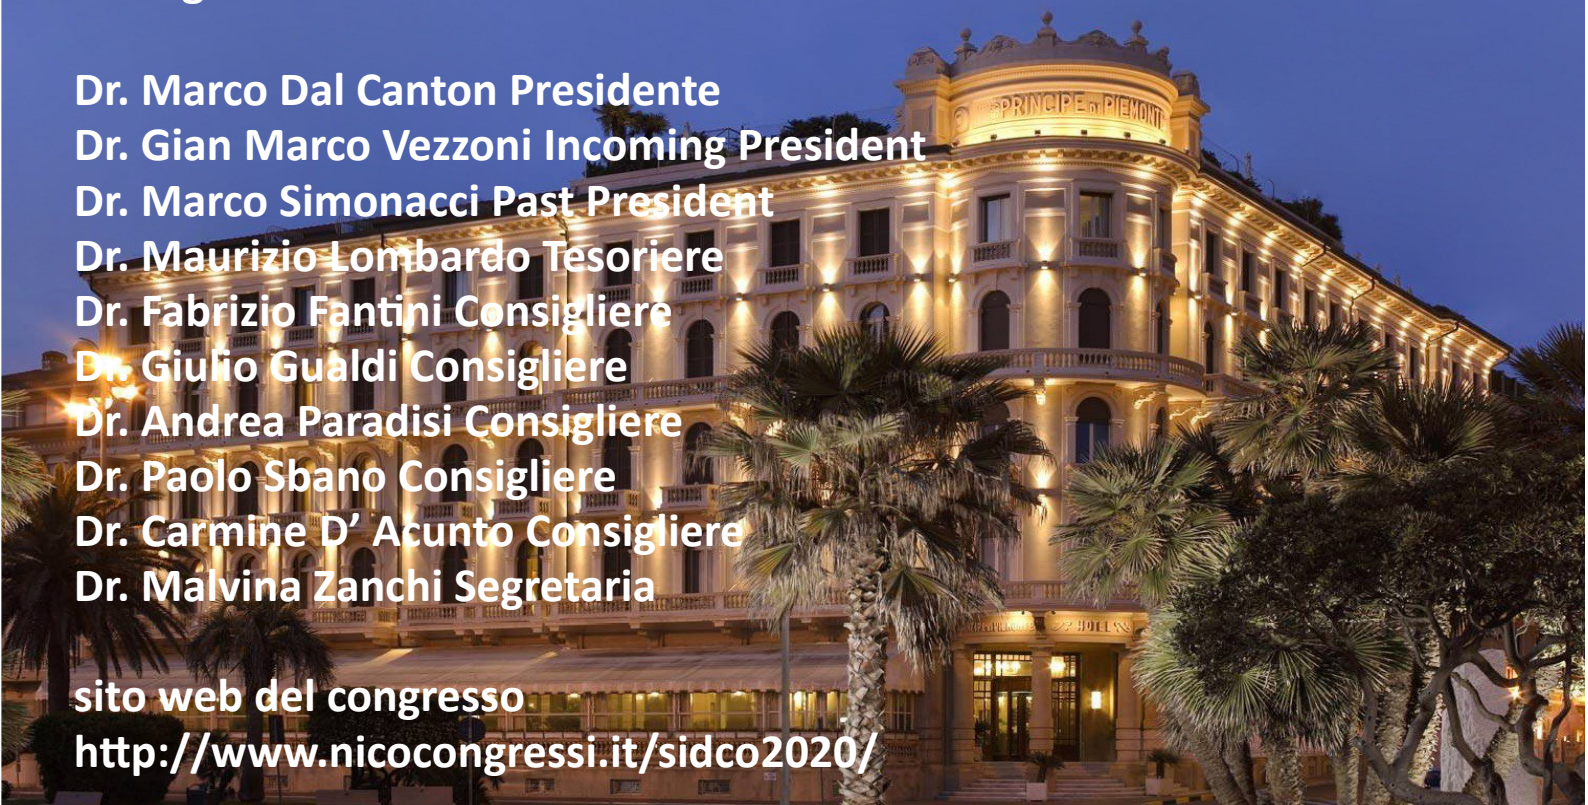 Dr. Marco Dal Canton Presidente
Dr. Gian Marco Vezzoni Incoming President
Dr. Marco Simonacci Past President
Dr. Maurizio Lombardo Tesoriere
Dr. Fabrizio Fantini Consigliere
Dr. Giulio Gualdi Consigliere
Dr. Andrea Paradisi Consigliere
Dr. Paolo Sbano Consigliere
Dr. Carmine D’ Acunto Consigliere
Dr. Malvina Zanchi Segretaria
sito web del congresso
http://www.nicocongressi.it/sidco2020/
PRINCIPE DI PIEMONTE
HOTEL